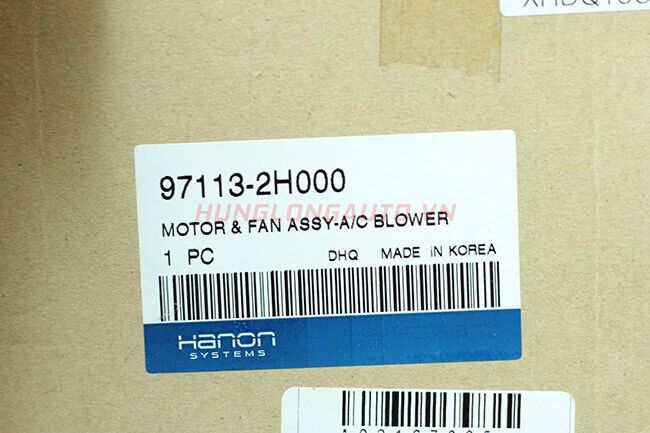 97113-2H000
HUNGLONGAUTO.VN
MOTOR & FAN ASSY-A/C BLOWER
1 PC DHQ MADE IN KOREA
Hanon
SYSTEMS